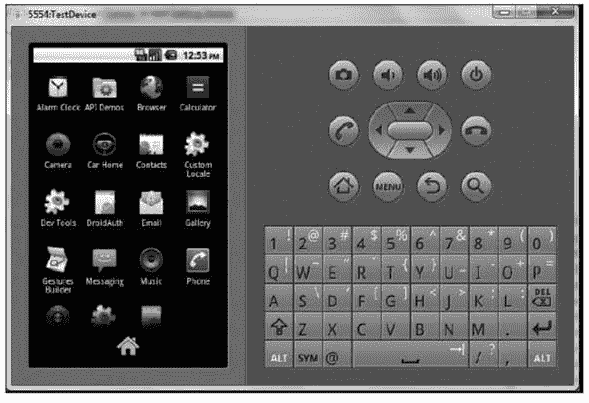 5554:TestDevice
12:53 PM
Alarm Clock API Demos Browser Calculator
Camera Car Home Contacts Custom Locale
Dev Tools DroidAuth Email Gallery
Gestures Builder Messaging Music Phone
MENU
1 ! 2 @ 3 # 4 $ 5 % 6 ^ 7 & 8 * 9 ( 0 )
Q W E R T Y U I O P
A S D F G H J K L DEL
Z X C V B N M .
ALT SYM @ / ? , ALT